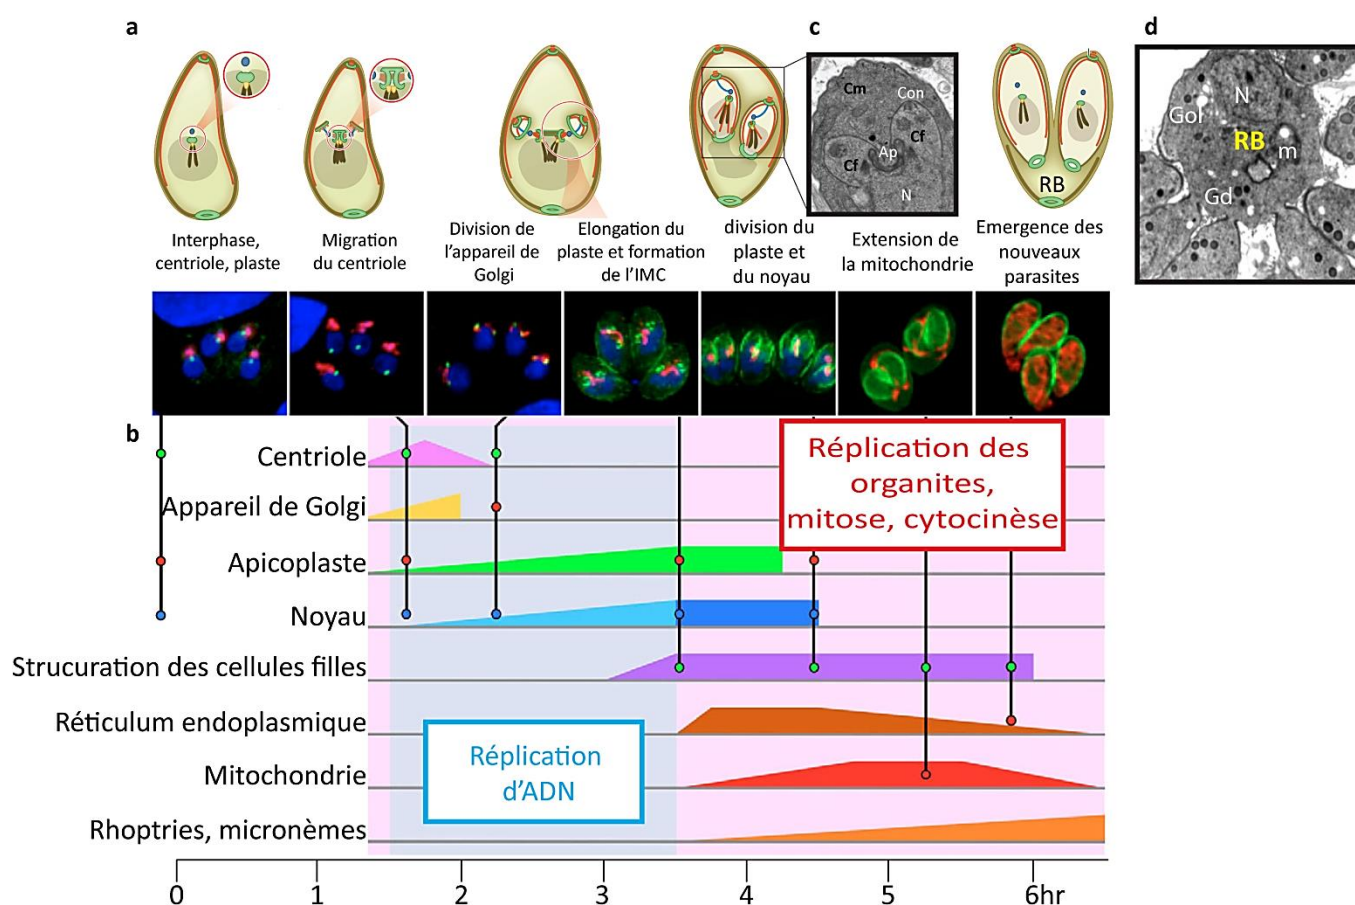 a
c
d
Cm
Con
Cf
Cf
Ap
N
RB
N
Gol
RB
m
Gd
Interphase,
centriole, plaste
Migration
du centriole
Division de
l'appareil de
Golgi
Elongation du
plaste et formation
de l'IMC
division du
plaste et
du noyau
Extension de
la mitochondrie
Emergence des
nouveaux
parasites
b
Centriole
Appareil de Golgi
Apicoplaste
Noyau
Strucuration des cellules filles
Réticulum endoplasmique
Mitochondrie
Rhoptries, micronèmes
Réplication des
organites,
mitose, cytocinèse
Réplication
d'ADN
0 1 2 3 4 5 6hr